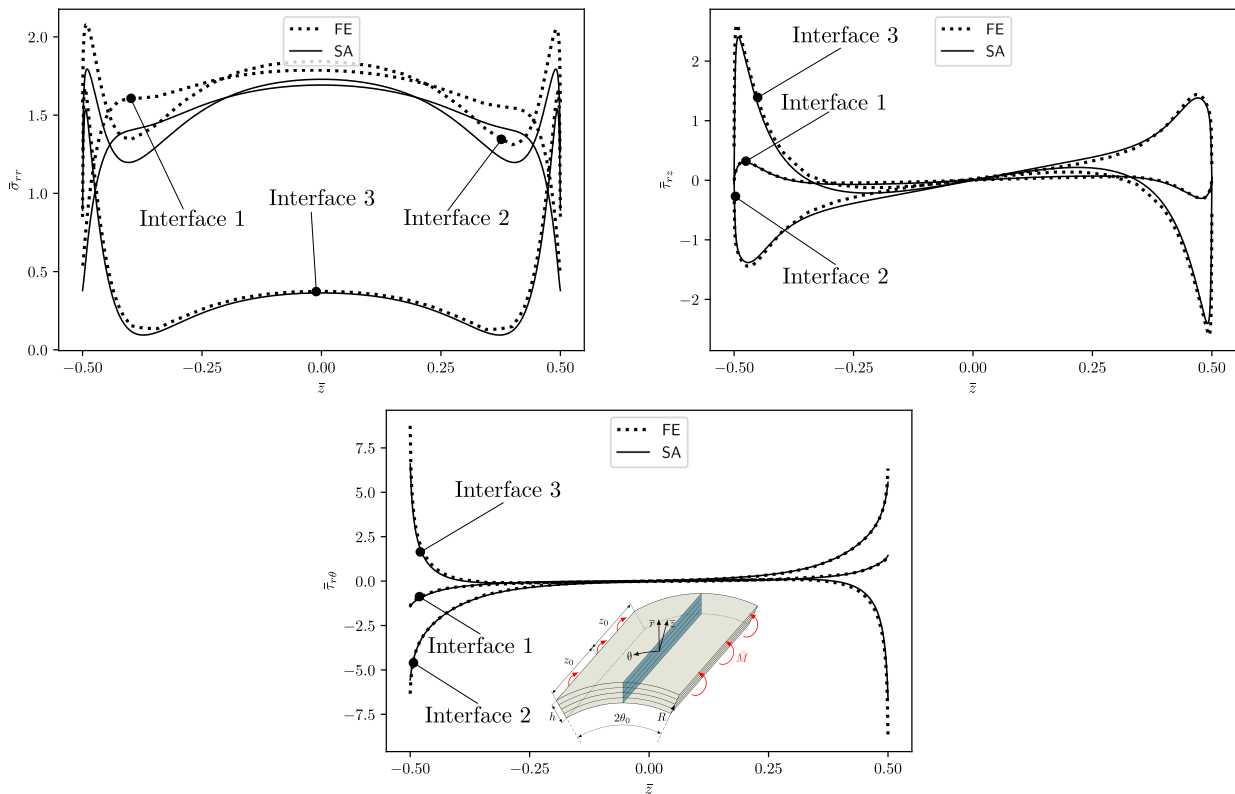 FE
SA
2.0
1.5
1.0
0.5
0.0
σ̄rr
Interface 1
Interface 3
Interface 2
−0.50
−0.25
0.00
0.25
0.50
z̄
FE
SA
2
1
0
−1
−2
τ̄rz
Interface 3
Interface 1
Interface 2
−0.50
−0.25
0.00
0.25
0.50
z̄
FE
SA
7.5
5.0
2.5
0.0
−2.5
−5.0
−7.5
τ̄rθ
Interface 3
Interface 1
Interface 2
z0
z0
r̄
z̄
θ
M̄
h
2θ0
R
−0.50
−0.25
0.00
0.25
0.50
z̄